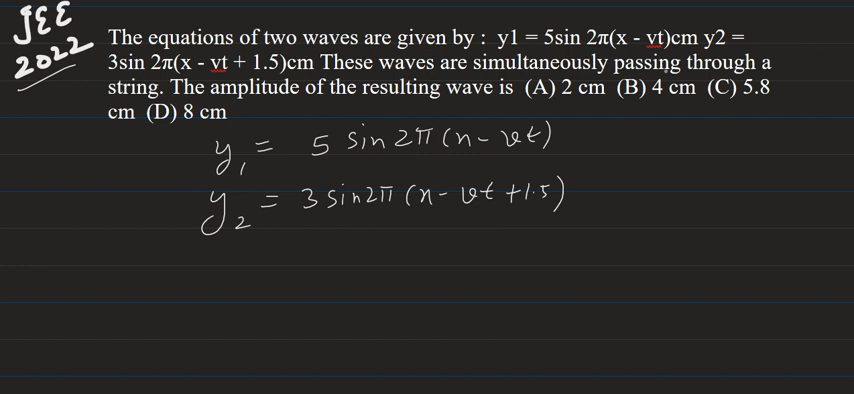 JEE
2022
The equations of two waves are given by : y1 = 5sin 2π(x - vt)cm y2 =
3sin 2π(x - vt + 1.5)cm These waves are simultaneously passing through a
string. The amplitude of the resulting wave is (A) 2 cm (B) 4 cm (C) 5.8
cm (D) 8 cm
y₁ = 5 sin 2π (x - vt)
y₂ = 3 sin 2π (x - vt + 1.5)